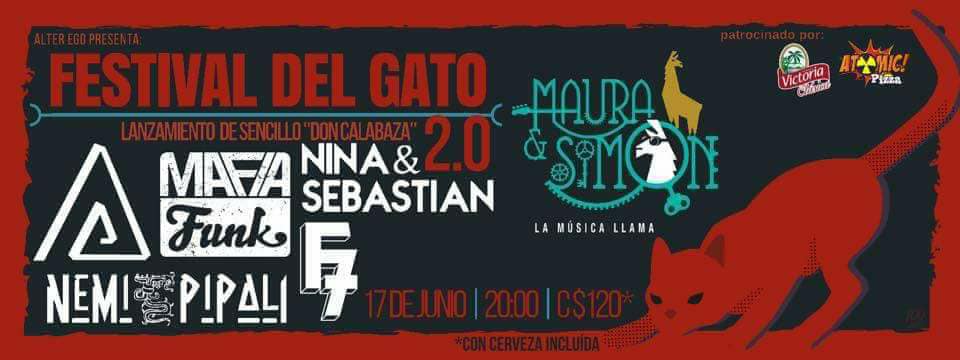 ALTER EGO PRESENTA:
FESTIVAL DEL GATO
LANZAMIENTO DE SENCILLO "DON CALABAZA" 2.0
MAFIA
Funk
NINA &
SEBASTIAN
NEMI PIPALI
F7
17 DE JUNIO | 20:00 | C$120*
*CON CERVEZA INCLUÍDA
MAURA
& SIMON
LA MÚSICA LLAMA
patrocinado por:
Victoria
Clásica
ATOMIC!
Pizza